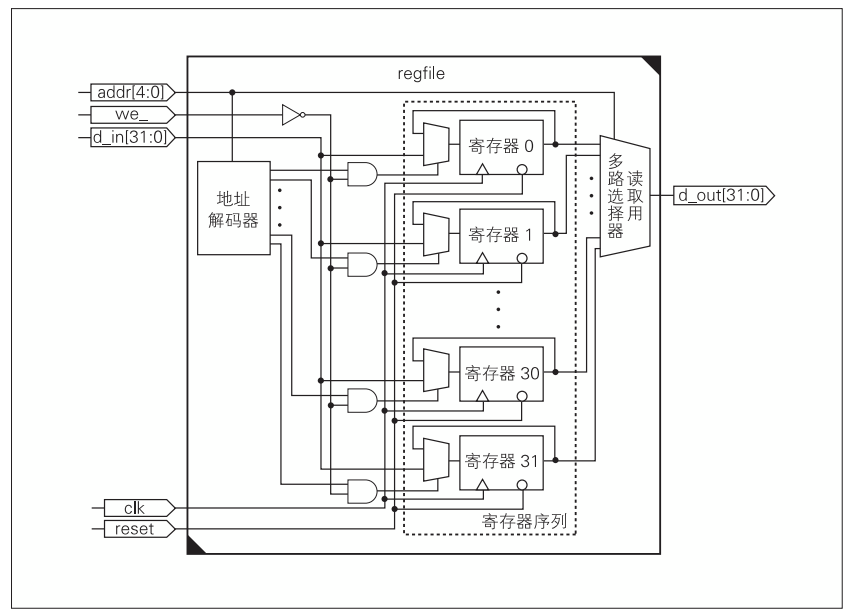 regfile
addr[4:0]
we_
d_in[31:0]
地址
解码器
寄存器 0
寄存器 1
寄存器 30
寄存器 31
寄存器序列
多路选择器
读取用
d_out[31:0]
clk
reset